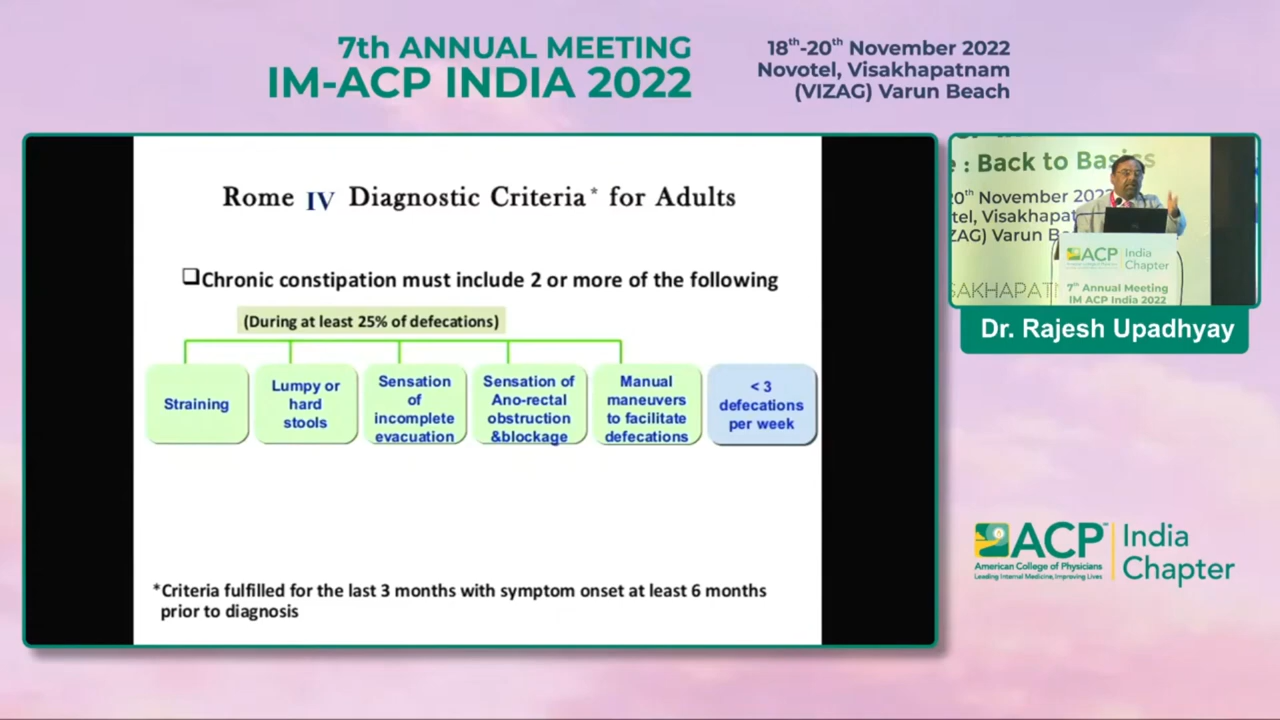 7th ANNUAL MEETING
IM-ACP INDIA 2022
18th-20th November 2022
Novotel, Visakhapatnam
(VIZAG) Varun Beach
Rome IV Diagnostic Criteria* for Adults
❑Chronic constipation must include 2 or more of the following
(During at least 25% of defecations)
Straining
Lumpy or
hard
stools
Sensation
of
incomplete
evacuation
Sensation of
Ano-rectal
obstruction
&blockage
Manual
maneuvers
to facilitate
defecations
< 3
defecations
per week
*Criteria fulfilled for the last 3 months with symptom onset at least 6 months
prior to diagnosis
: Back to Basics
November 2022
Varun
ACP India
Chapter
7th Annual Meeting
IM ACP India 2022
Dr. Rajesh Upadhyay
ACP™ India
Chapter
American College of Physicians
Leading Internal Medicine, Improving Lives